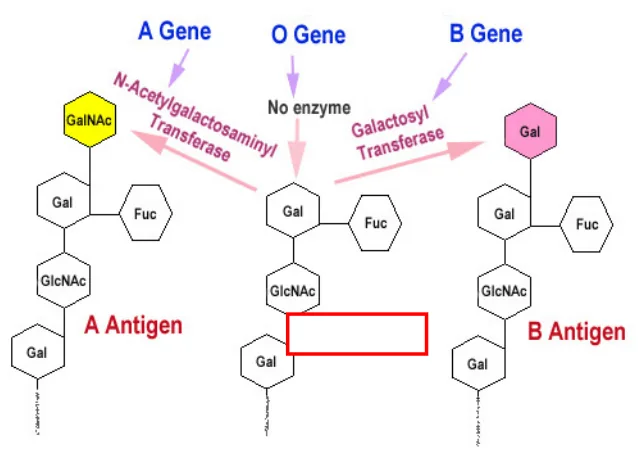 A Gene
O Gene
B Gene
N-Acetylgalactosaminyl
Transferase
No enzyme
Galactosyl
Transferase
GalNAc
Gal
Fuc
GlcNAc
Gal
A Antigen
Gal
Fuc
GlcNAc
Gal
Gal
Gal
Fuc
GlcNAc
Gal
B Antigen